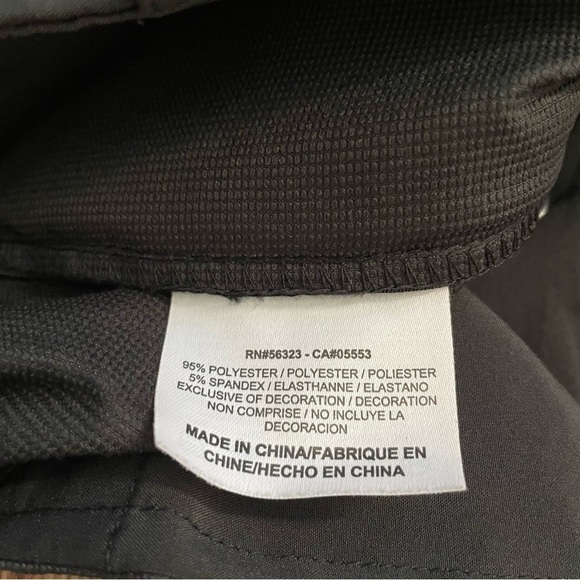 RN#56323 - CA#05553
95% POLYESTER / POLYESTER / POLIESTER
5% SPANDEX / ELASTHANNE / ELASTANO
EXCLUSIVE OF DECORATION / DECORATION
NON COMPRISE / NO INCLUYE LA
DECORACION
MADE IN CHINA/FABRIQUE EN
CHINE/HECHO EN CHINA